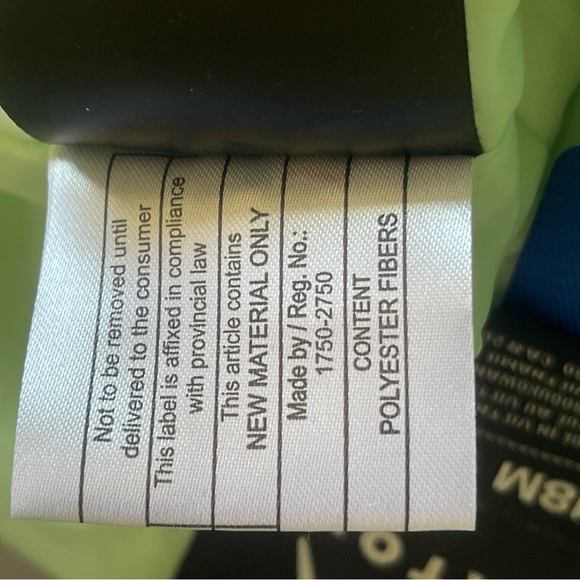 Not to be removed until
delivered to the consumer
This label is affixed in compliance
with provincial law
This article contains
NEW MATERIAL ONLY
Made by / Reg. No.:
1750-2750
CONTENT
POLYESTER FIBERS